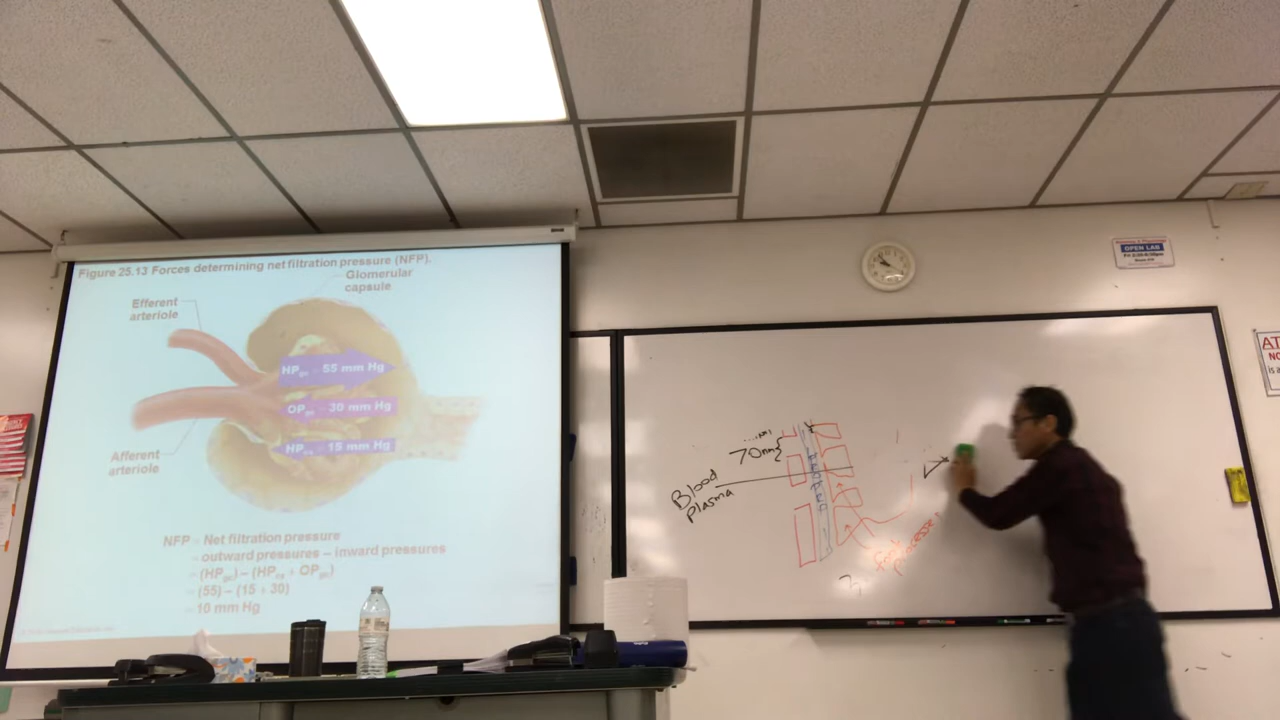 Figure 25.13 Forces determining net filtration pressure (NFP).
Glomerular
capsule
Efferent
arteriole
HPgc = 55 mm Hg
OPgc = 30 mm Hg
HPcs = 15 mm Hg
Afferent
arteriole
NFP = Net filtration pressure
= outward pressures – inward pressures
= (HPgc) – (HPcs + OPgc)
= (55) – (15 + 30)
= 10 mm Hg
70nm
Blood
Plasma
foot
processes
OPEN LAB